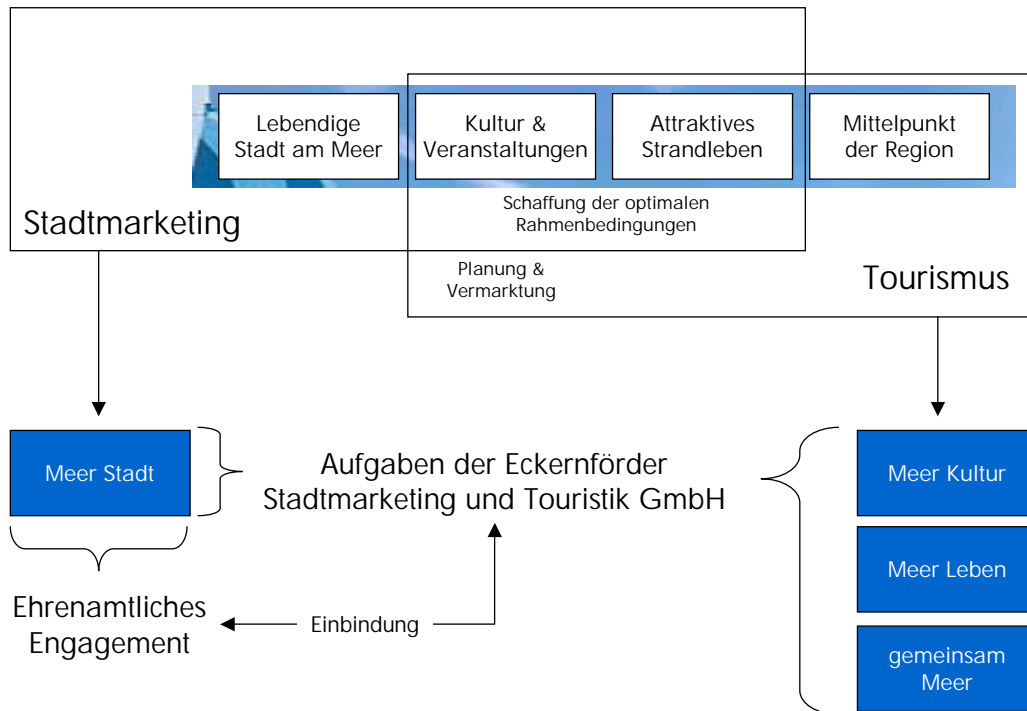 Lebendige
Stadt am Meer
Kultur &
Veranstaltungen
Attraktives
Strandleben
Mittelpunkt
der Region
Schaffung der optimalen
Rahmenbedingungen
Stadtmarketing
Planung &
Vermarktung
Tourismus
Meer Stadt
Aufgaben der Eckernförder
Stadtmarketing und Touristik GmbH
Meer Kultur
Meer Leben
Ehrenamtliches
Engagement
Einbindung
gemeinsam
Meer